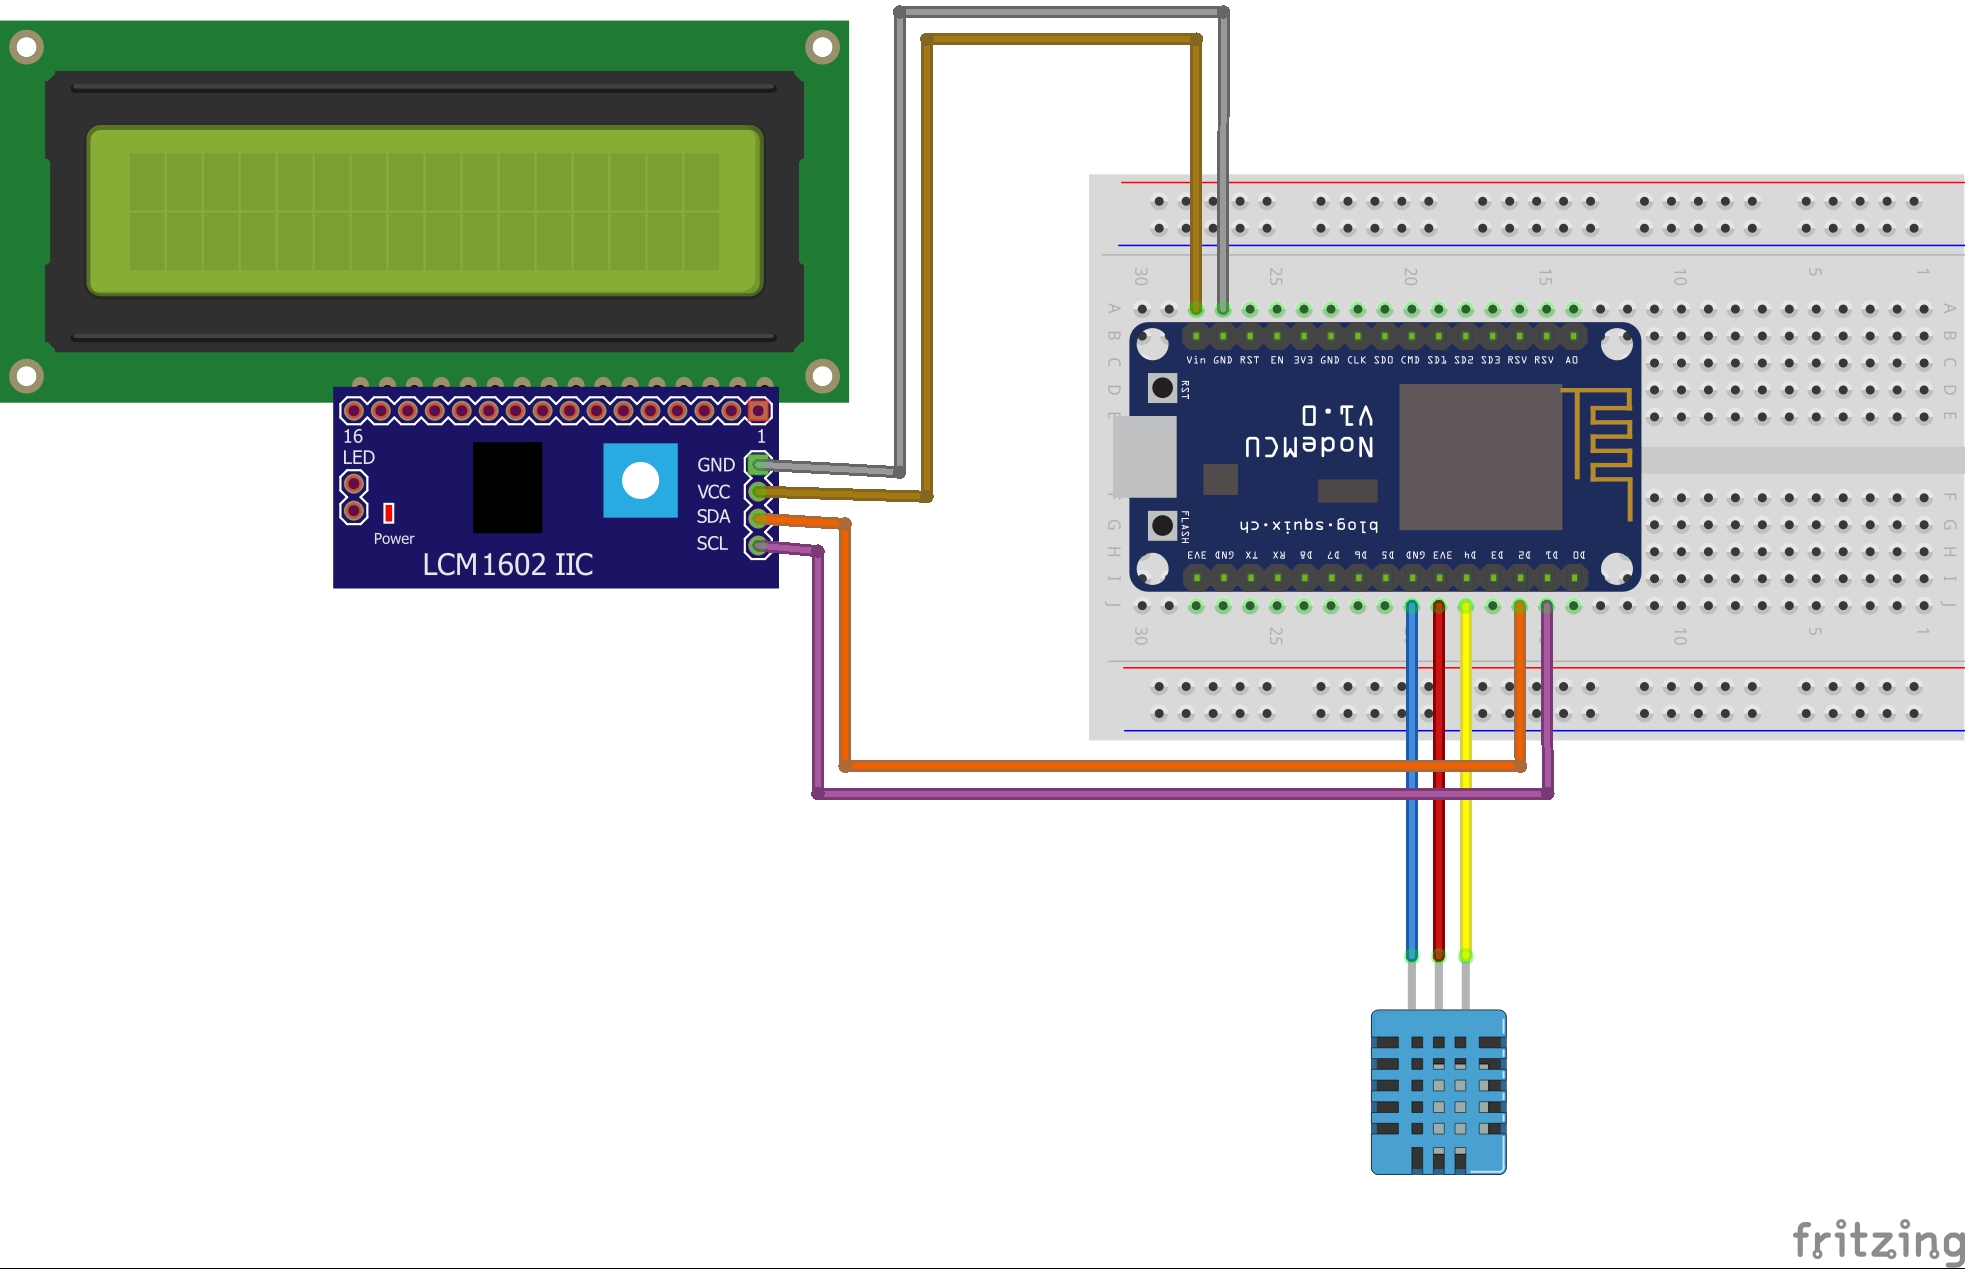 30 25 20 15 10 5 1
A A
B B
C C
D D
E E
Vin GND RST EN 3V3 GND CLK SD0 CMD SD1 SD2 SD3 RSV RSV A0
RST
V1.0
NodeMCU
16 1
LED
GND
VCC
SDA
SCL
Power
LCM1602 IIC
F
G G
H H
I I
J J
FLASH
blog.squix.ch
3V3 GND TX RX D8 D7 D6 D5 GND 3V3 D4 D3 D2 D1 D0
30 25 10 5 1
fritzing